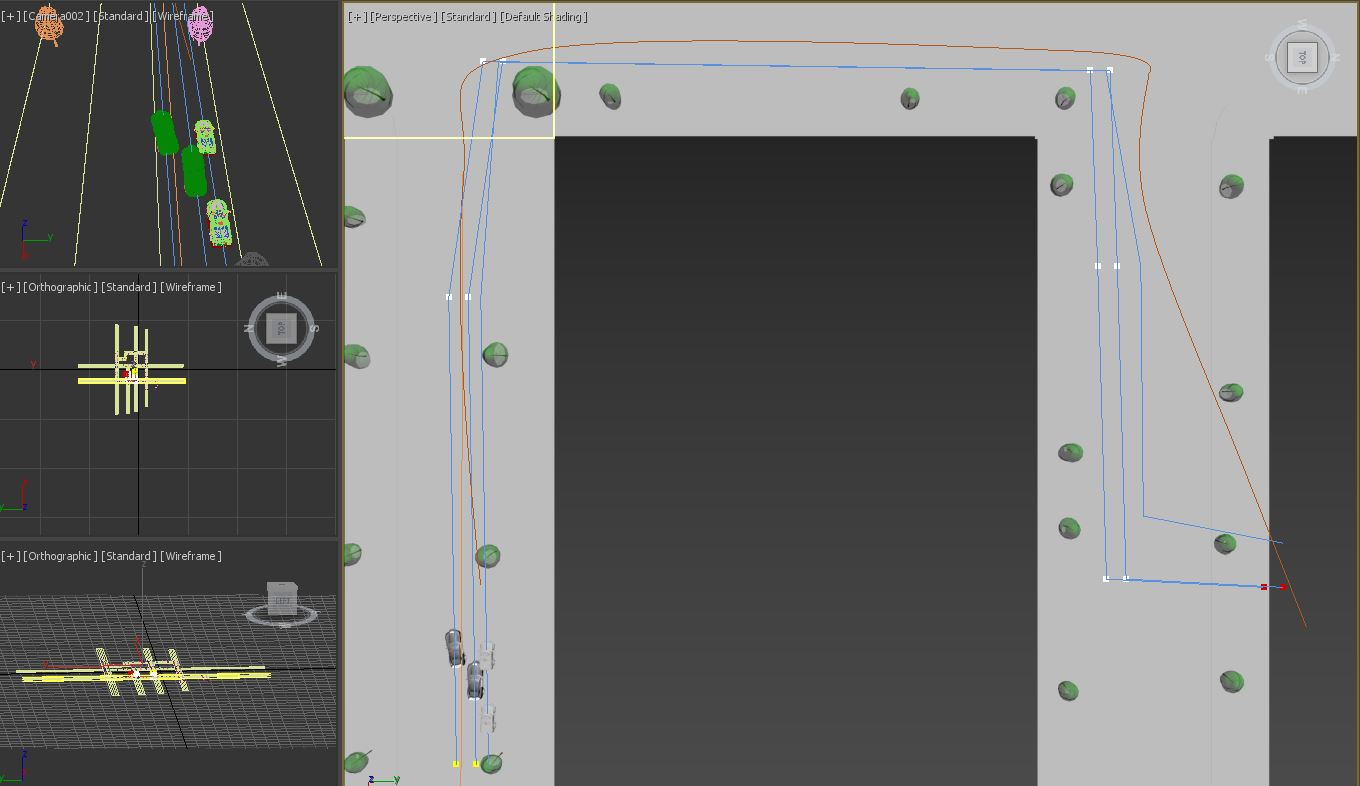 [+] [Camera002] [Standard] [Wireframe]
z
y
[+] [Perspective] [Standard] [Default Shading]
W
S
TOP
N
E
z
y
[+] [Orthographic] [Standard] [Wireframe]
E
N
TOP
S
W
y
[+] [Orthographic] [Standard] [Wireframe]
z
LEFT
z
y